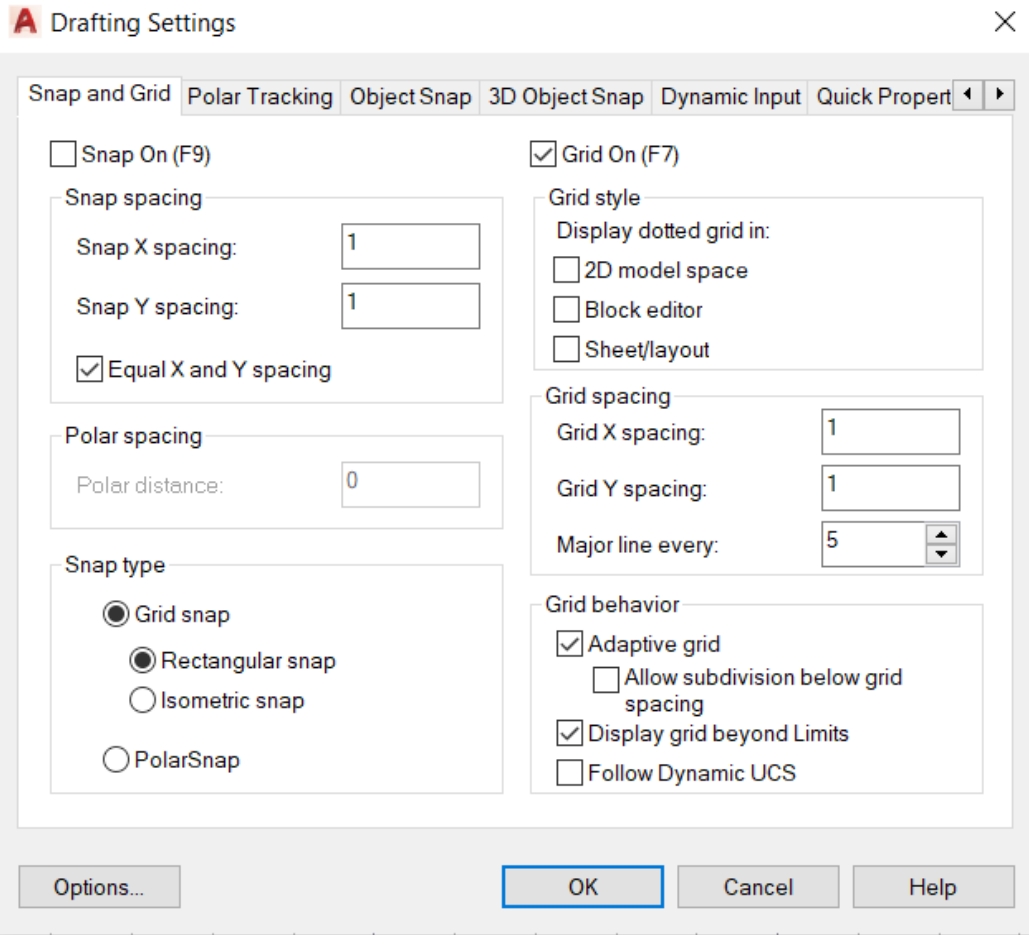 A Drafting Settings
Snap and Grid Polar Tracking Object Snap 3D Object Snap Dynamic Input Quick Propert
Snap On (F9)
Snap spacing
Snap X spacing: 1
Snap Y spacing: 1
Equal X and Y spacing
Polar spacing
Polar distance: 0
Snap type
Grid snap
Rectangular snap
Isometric snap
PolarSnap
Grid On (F7)
Grid style
Display dotted grid in:
2D model space
Block editor
Sheet/layout
Grid spacing
Grid X spacing: 1
Grid Y spacing: 1
Major line every: 5
Grid behavior
Adaptive grid
Allow subdivision below grid
spacing
Display grid beyond Limits
Follow Dynamic UCS
Options... OK Cancel Help